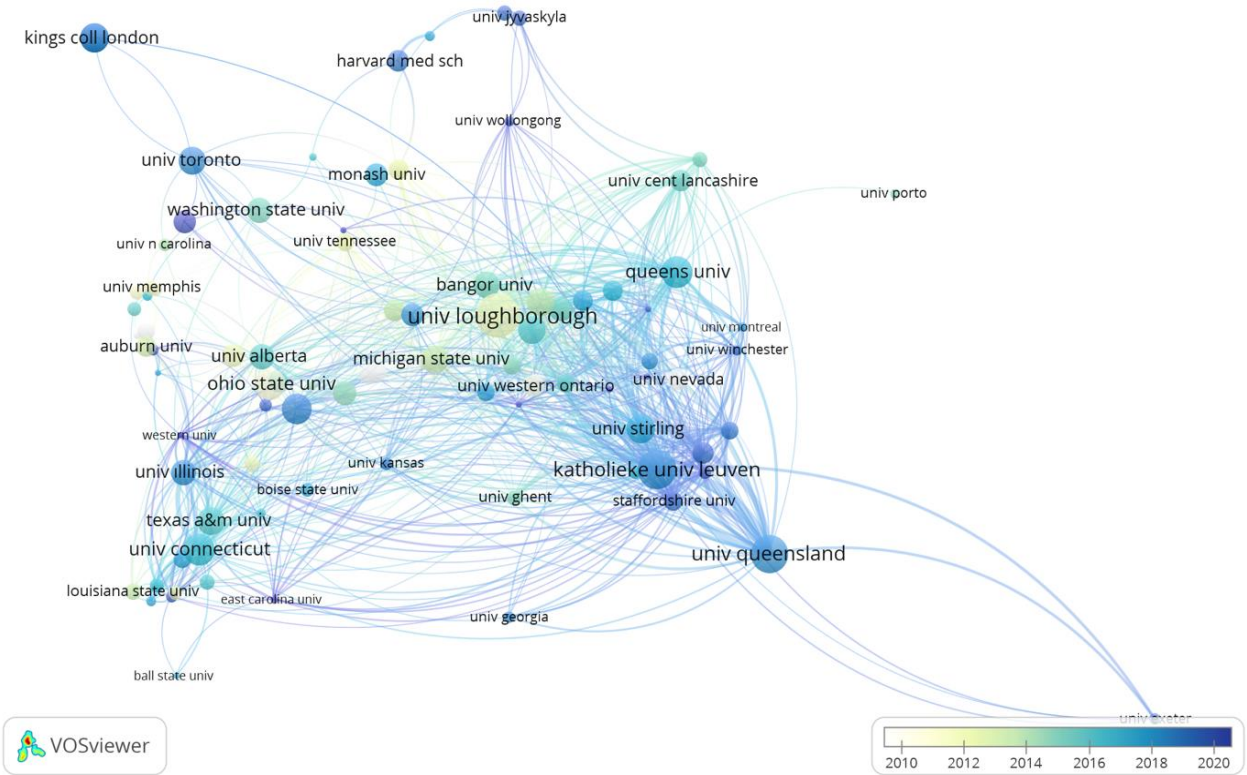 univ jyvaskyla
kings coll london
harvard med sch
univ wollongong
univ toronto
monash univ
univ cent lancashire
univ porto
washington state univ
univ n carolina
univ tennessee
queens univ
bangor univ
univ memphis
univ loughborough
univ montreal
auburn univ
univ winchester
univ alberta
michigan state univ
ohio state univ
univ western ontario
univ nevada
univ stirling
western univ
univ illinois
univ kansas
katholieke univ leuven
boise state univ
univ ghent
staffordshire univ
texas a&m univ
univ connecticut
univ queensland
louisiana state univ
east carolina univ
univ georgia
ball state univ
univ exeter
VOSviewer
2010 2012 2014 2016 2018 2020